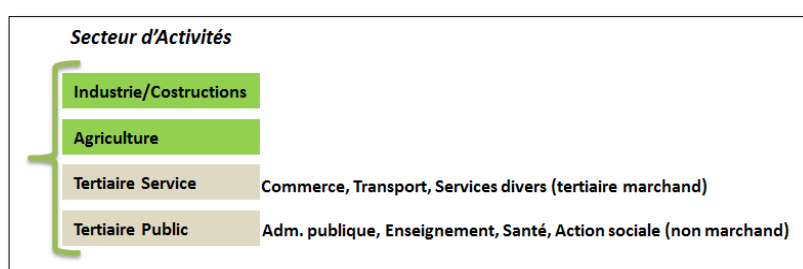 Secteur d'Activités
Industrie/Costructions
Agriculture
Tertiaire Service Commerce, Transport, Services divers (tertiaire marchand)
Tertiaire Public Adm. publique, Enseignement, Santé, Action sociale (non marchand)